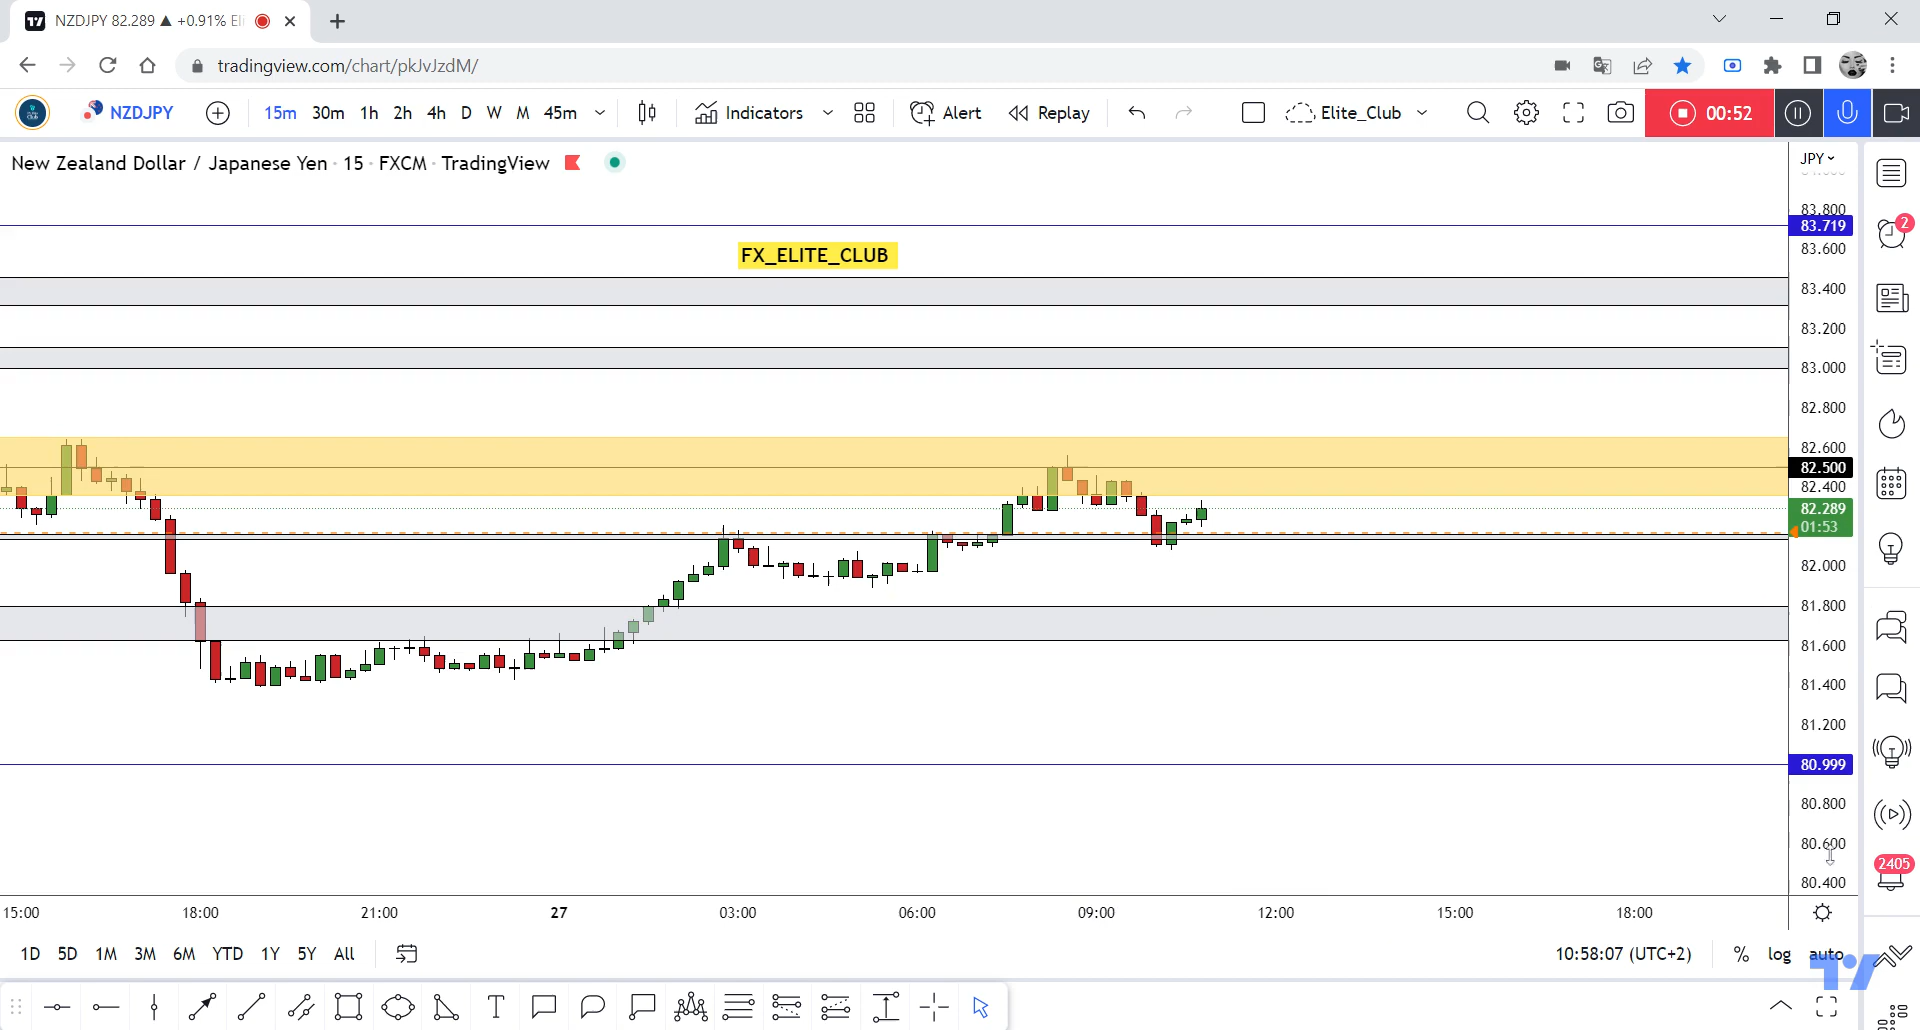 NZDJPY 82.289 ▲ +0.91% Eli
tradingview.com/chart/pkJvJzdM/
NZDJPY 15m 30m 1h 2h 4h D W M 45m Indicators Alert Replay Elite_Club 00:52
New Zealand Dollar / Japanese Yen · 15 · FXCM · TradingView
JPY
83.800
83.719
FX_ELITE_CLUB
83.600
83.400
83.200
83.000
82.800
82.600
82.500
82.400
82.289
01:53
82.000
81.800
81.600
81.400
81.200
80.999
80.800
80.600
80.400
2
2405
15:00 18:00 21:00 27 03:00 06:00 09:00 12:00 15:00 18:00
1D 5D 1M 3M 6M YTD 1Y 5Y All 10:58:07 (UTC+2) % log auto